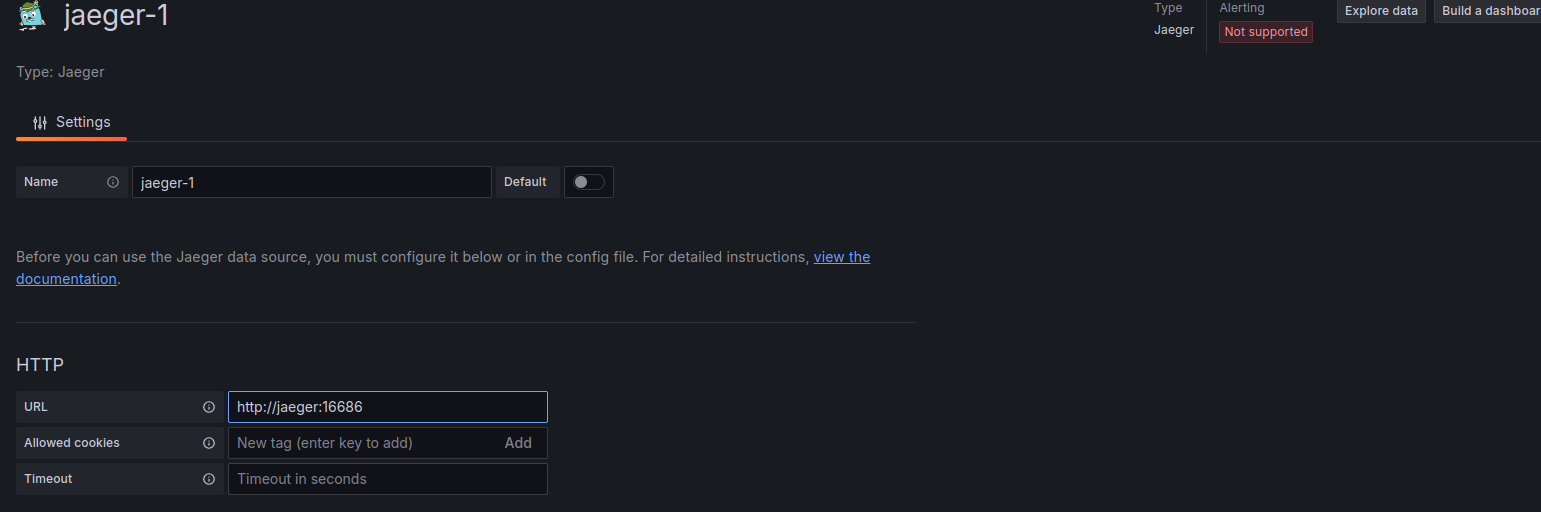 jaeger-1
Type
Jaeger
Alerting
Not supported
Explore data
Build a dashboar
Type: Jaeger
Settings
Name
jaeger-1
Default
Before you can use the Jaeger data source, you must configure it below or in the config file. For detailed instructions, view the
documentation.
HTTP
URL
http://jaeger:16686
Allowed cookies
New tag (enter key to add)
Add
Timeout
Timeout in seconds